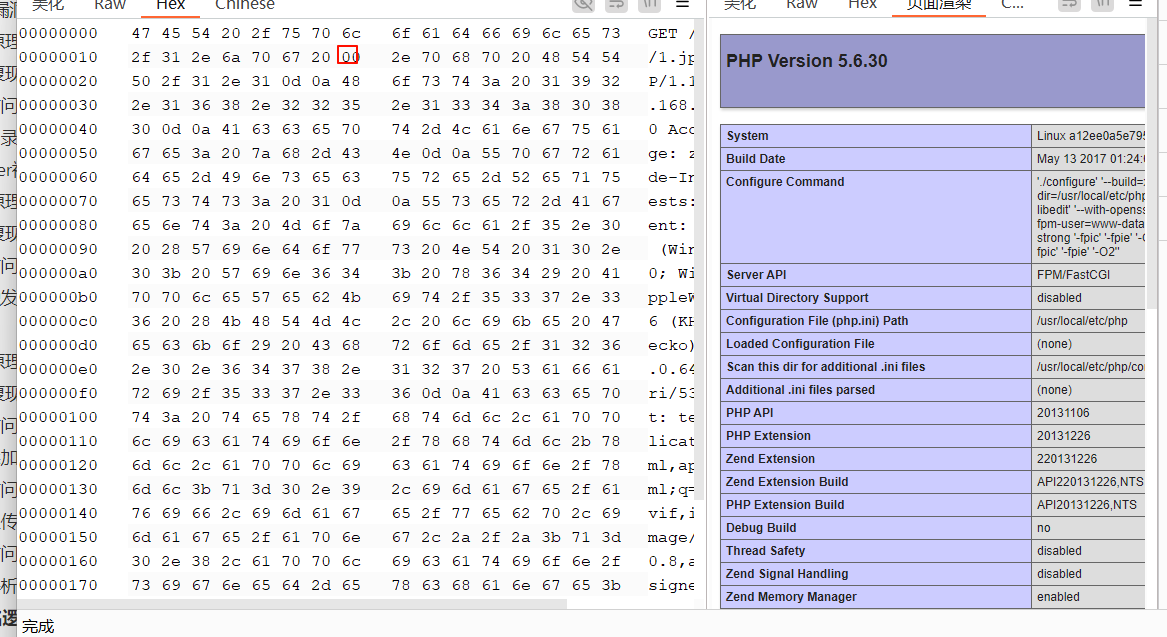 美化 Raw Hex Chinese
00000000 47 45 54 20 2f 75 70 6c 6f 61 64 66 69 6c 65 73 GET /
00000010 2f 31 2e 6a 70 67 20 00 2e 70 68 70 20 48 54 54 /1.jp
00000020 50 2f 31 2e 31 0d 0a 48 6f 73 74 3a 20 31 39 32 P/1.1
00000030 2e 31 36 38 2e 32 32 35 2e 31 33 34 3a 38 30 38 .168.
00000040 30 0d 0a 41 63 63 65 70 74 2d 4c 61 6e 67 75 61 0 Acc
00000050 67 65 3a 20 7a 68 2d 43 4e 0d 0a 55 70 67 72 61 ge: z
00000060 64 65 2d 49 6e 73 65 63 75 72 65 2d 52 65 71 75 de-In
00000070 65 73 74 73 3a 20 31 0d 0a 55 73 65 72 2d 41 67 ests:
00000080 65 6e 74 3a 20 4d 6f 7a 69 6c 6c 61 2f 35 2e 30 ent:
00000090 20 28 57 69 6e 64 6f 77 73 20 4e 54 20 31 30 2e (Win
000000a0 30 3b 20 57 69 6e 36 34 3b 20 78 36 34 29 20 41 0; Wi
000000b0 70 70 6c 65 57 65 62 4b 69 74 2f 35 33 37 2e 33 ppleW
000000c0 36 20 28 4b 48 54 4d 4c 2c 20 6c 69 6b 65 20 47 6 (KH
000000d0 65 63 6b 6f 29 20 43 68 72 6f 6d 65 2f 31 32 36 ecko)
000000e0 2e 30 2e 36 34 37 38 2e 31 32 37 20 53 61 66 61 .0.64
000000f0 72 69 2f 35 33 37 2e 33 36 0d 0a 41 63 63 65 70 ri/53
00000100 74 3a 20 74 65 78 74 2f 68 74 6d 6c 2c 61 70 70 t: te
00000110 6c 69 63 61 74 69 6f 6e 2f 78 68 74 6d 6c 2b 78 licat
00000120 6d 6c 2c 61 70 70 6c 69 63 61 74 69 6f 6e 2f 78 ml,ap
00000130 6d 6c 3b 71 3d 30 2e 39 2c 69 6d 61 67 65 2f 61 ml;q=
00000140 76 69 66 2c 69 6d 61 67 65 2f 77 65 62 70 2c 69 vif,i
00000150 6d 61 67 65 2f 61 70 6e 67 2c 2a 2f 2a 3b 71 3d mage/
00000160 30 2e 38 2c 61 70 70 6c 69 63 61 74 69 6f 6e 2f 0.8,a
00000170 73 69 67 6e 65 64 2d 65 78 63 68 61 6e 67 65 3b signe
完成
美化 Raw Hex 页面渲染 C...
PHP Version 5.6.30
System Linux a12ee0a5e795
Build Date May 13 2017 01:24:
Configure Command './configure' '--build=
dir=/usr/local/etc/php
libedit' '--with-openss
fpm-user=www-data
strong '-fpic' '-fpie' '-
fpic' '-fpie' '-O2"
Server API FPM/FastCGI
Virtual Directory Support disabled
Configuration File (php.ini) Path /usr/local/etc/php
Loaded Configuration File (none)
Scan this dir for additional .ini files /usr/local/etc/php/co
Additional .ini files parsed (none)
PHP API 20131106
PHP Extension 20131226
Zend Extension 220131226
Zend Extension Build API220131226,NTS
PHP Extension Build API20131226,NTS
Debug Build no
Thread Safety disabled
Zend Signal Handling disabled
Zend Memory Manager enabled